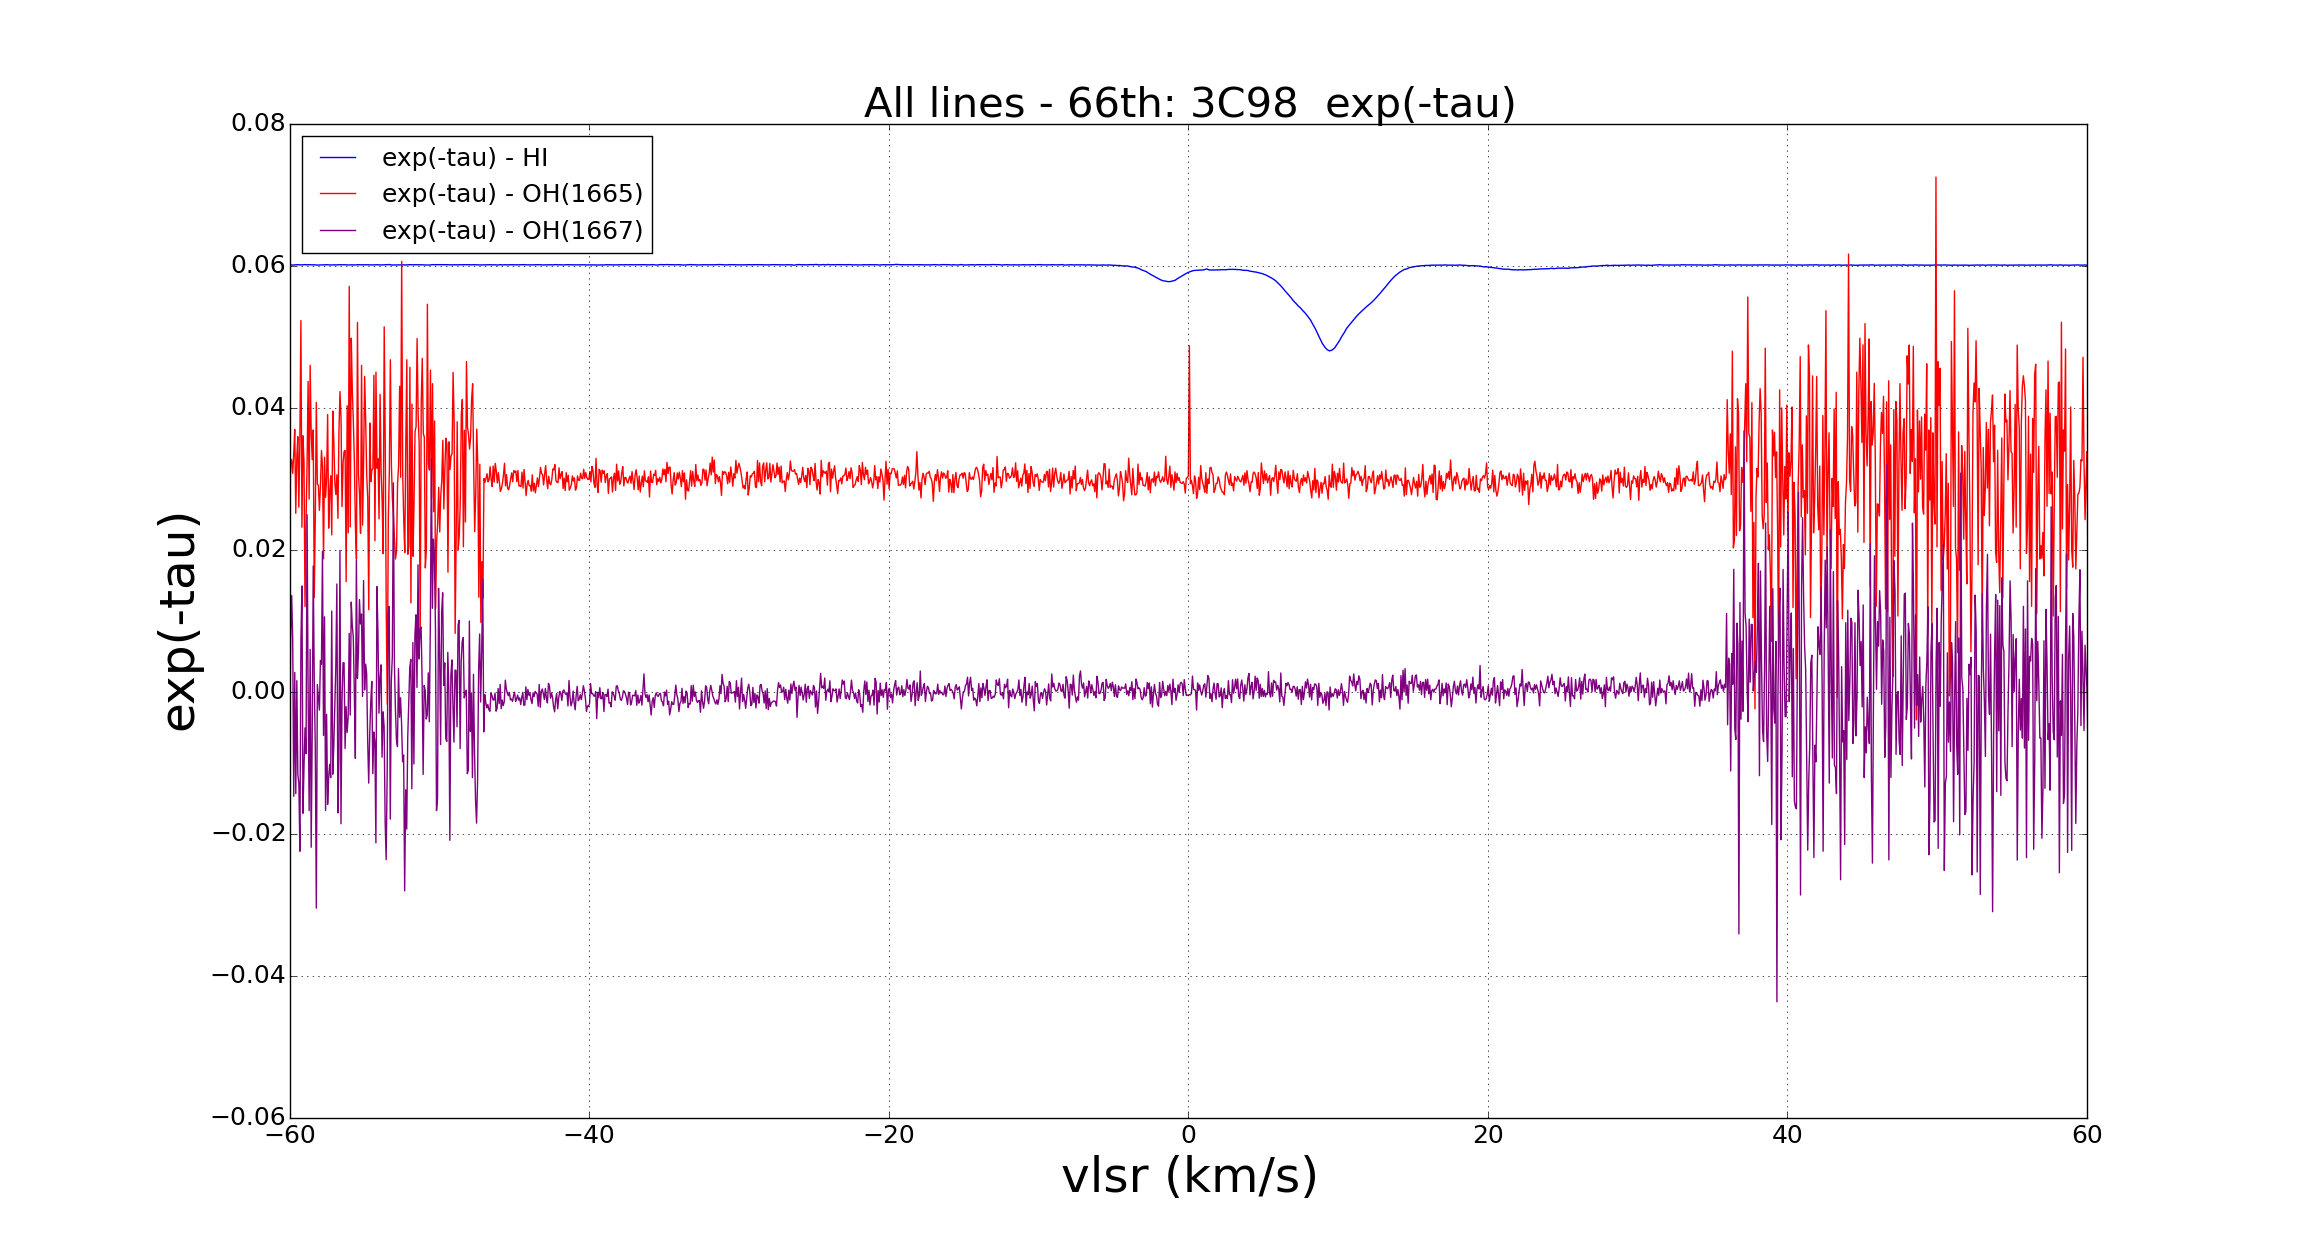 All lines - 66th: 3C98  exp(-tau)
exp(-tau) - HI
exp(-tau) - OH(1665)
exp(-tau) - OH(1667)
0.08
0.06
0.04
0.02
0.00
−0.02
−0.04
−0.06
exp(-tau)
−60 −40 −20 0 20 40 60
vlsr (km/s)